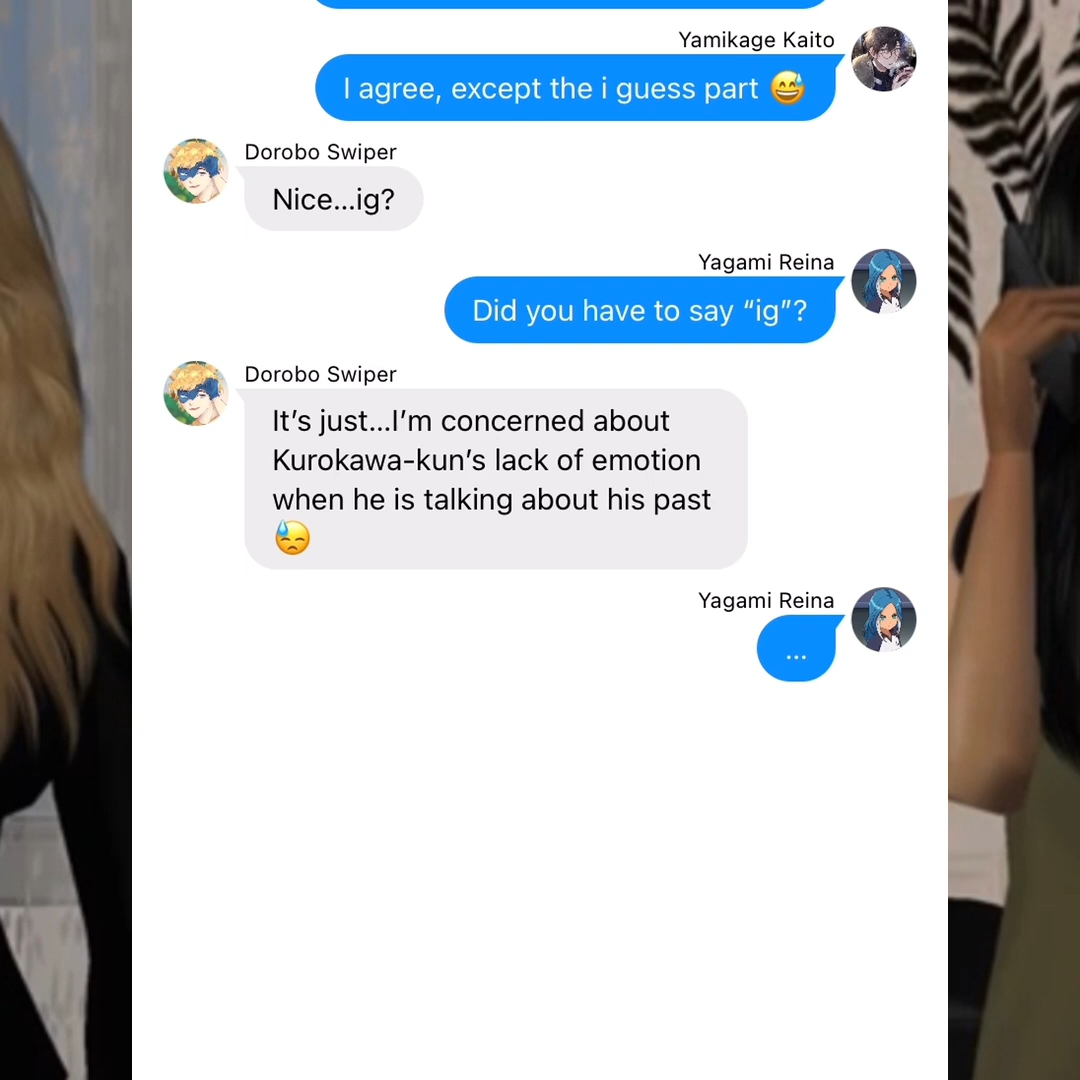 Yamikage Kaito
I agree, except the i guess part 😅
Dorobo Swiper
Nice...ig?
Yagami Reina
Did you have to say “ig”?
Dorobo Swiper
It’s just...I’m concerned about
Kurokawa-kun’s lack of emotion
when he is talking about his past
😓
Yagami Reina
...